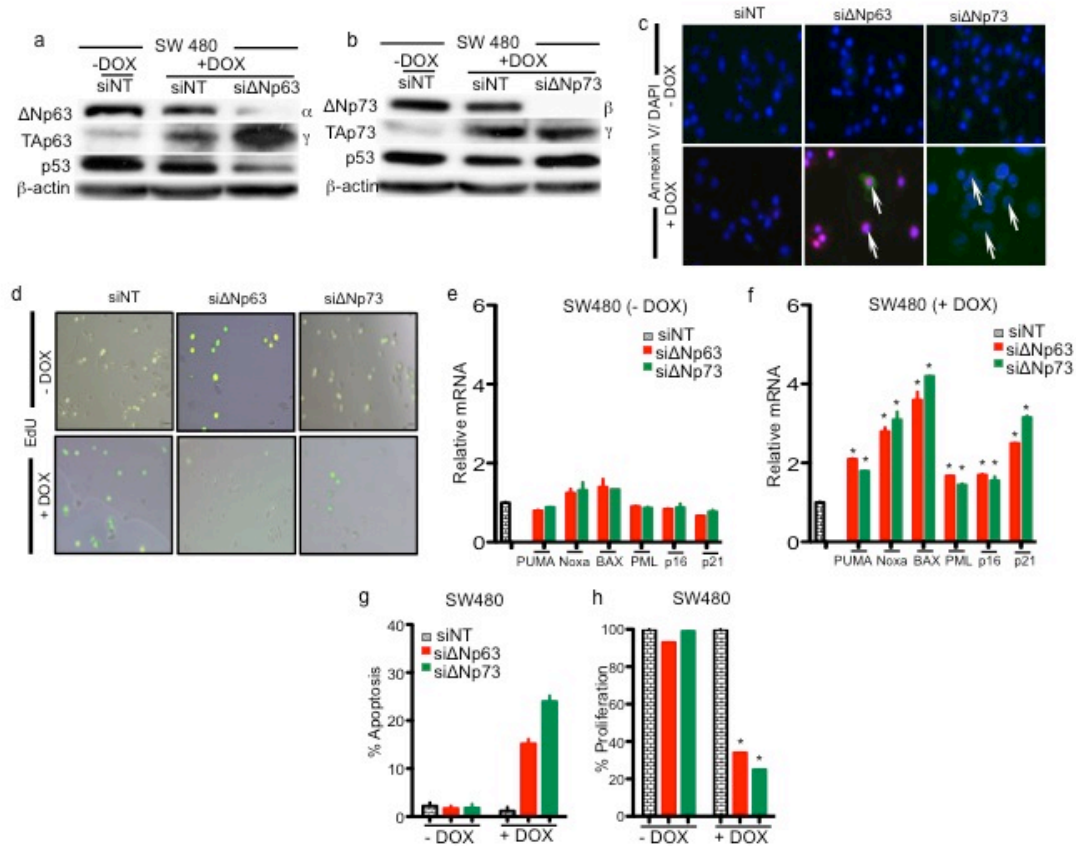 a
SW 480
-DOX +DOX
siNT siNT siΔNp63
ΔNp63 α
TAp63 γ
p53
β-actin
b
SW 480
-DOX +DOX
siNT siNT siΔNp73
ΔNp73 β
TAp73 γ
p53
β-actin
c
siNT siΔNp63 siΔNp73
Annexin V/ DAPI
- DOX
+ DOX
d
siNT siΔNp63 siΔNp73
EdU
- DOX
+ DOX
e
SW480 (- DOX)
siNT
siΔNp63
siΔNp73
Relative mRNA
6
4
2
0
PUMA Noxa BAX PML p16 p21
f
SW480 (+ DOX)
siNT
siΔNp63
siΔNp73
Relative mRNA
6
4
2
0
* * * * * * * * * * * *
PUMA Noxa BAX PML p16 p21
g
SW480
siNT
siΔNp63
siΔNp73
% Apoptosis
40
30
20
10
0
- DOX + DOX
h
SW480
% Proliferation
100
80
60
40
20
0
* *
- DOX + DOX